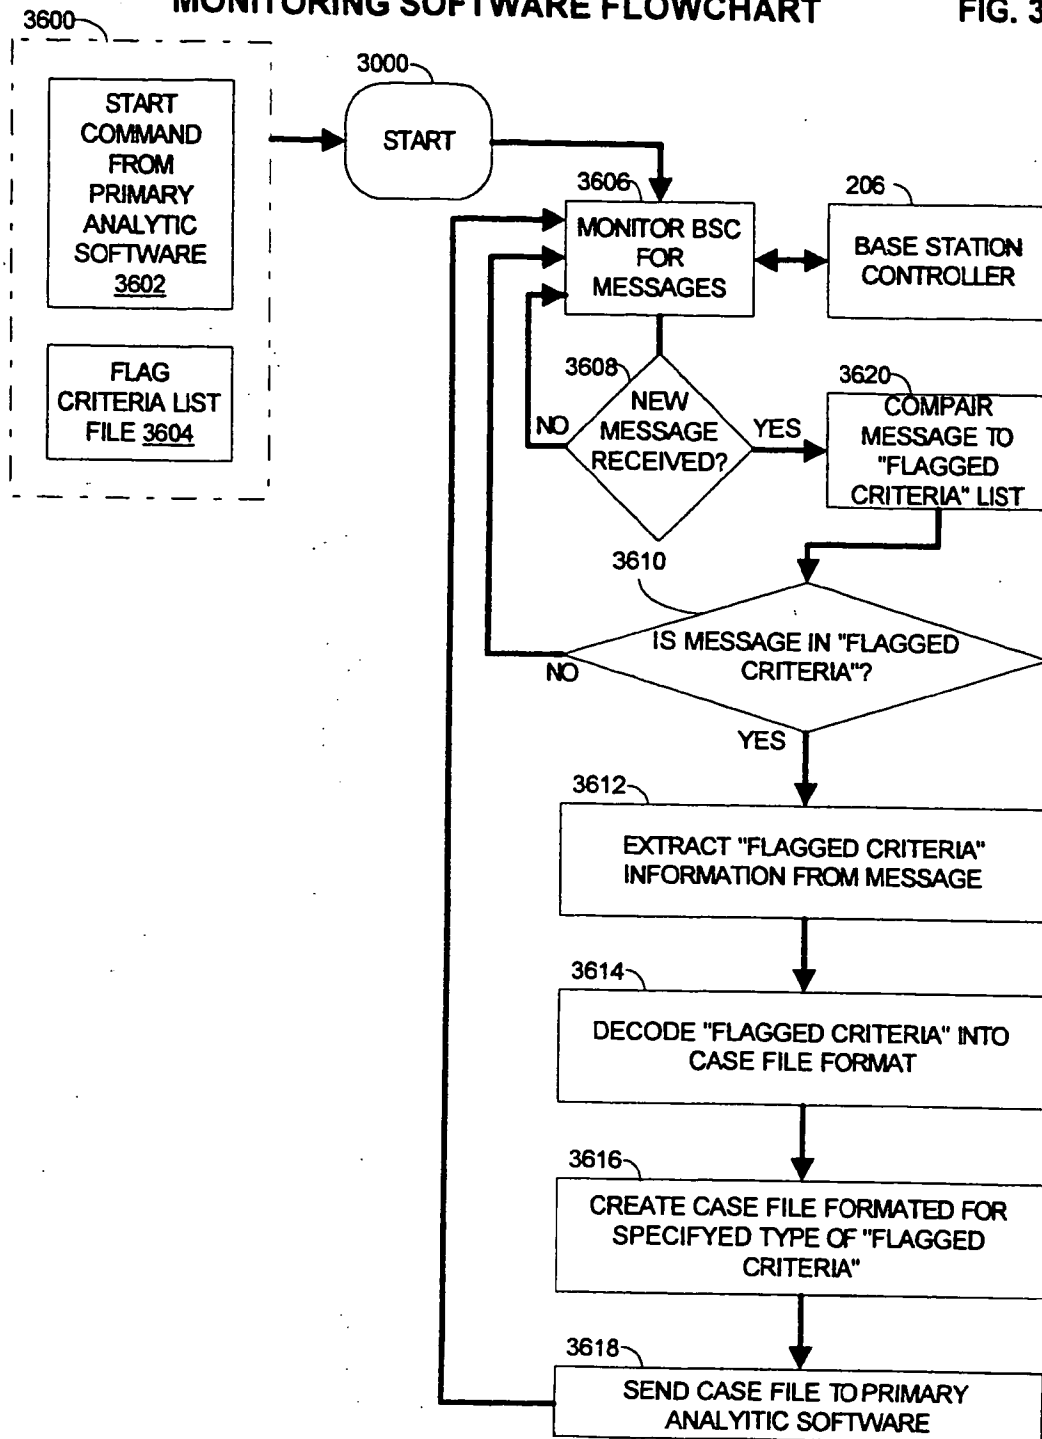 MONITORING SOFTWARE FLOWCHART
FIG. 3
3600
START
COMMAND
FROM
PRIMARY
ANALYTIC
SOFTWARE
3602
FLAG
CRITERIA LIST
FILE 3604
3000
START
3606
MONITOR BSC
FOR
MESSAGES
206
BASE STATION
CONTROLLER
3608
NEW
MESSAGE
RECEIVED?
NO
YES
3620
COMPAIR
MESSAGE TO
"FLAGGED
CRITERIA" LIST
3610
IS MESSAGE IN "FLAGGED
CRITERIA"?
NO
YES
3612
EXTRACT "FLAGGED CRITERIA"
INFORMATION FROM MESSAGE
3614
DECODE "FLAGGED CRITERIA" INTO
CASE FILE FORMAT
3616
CREATE CASE FILE FORMATED FOR
SPECIFYED TYPE OF "FLAGGED
CRITERIA"
3618
SEND CASE FILE TO PRIMARY
ANALYITIC SOFTWARE